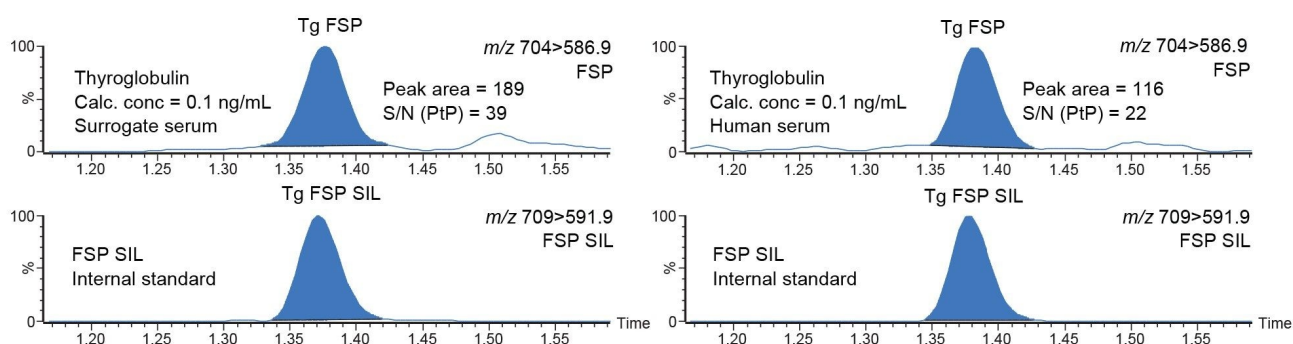 Tg FSP
100
%
0
Thyroglobulin
Calc. conc = 0.1 ng/mL
Surrogate serum
Peak area = 189
S/N (PtP) = 39
m/z 704>586.9
FSP
1.20 1.25 1.30 1.35 1.40 1.45 1.50 1.55
Tg FSP
100
%
0
Thyroglobulin
Calc. conc = 0.1 ng/mL
Human serum
Peak area = 116
S/N (PtP) = 22
m/z 704>586.9
FSP
1.20 1.25 1.30 1.35 1.40 1.45 1.50 1.55
Tg FSP SIL
100
%
0
FSP SIL
Internal standard
m/z 709>591.9
FSP SIL
Time
1.20 1.25 1.30 1.35 1.40 1.45 1.50 1.55
Tg FSP SIL
100
%
0
FSP SIL
Internal standard
m/z 709>591.9
FSP SIL
Time
1.20 1.25 1.30 1.35 1.40 1.45 1.50 1.55